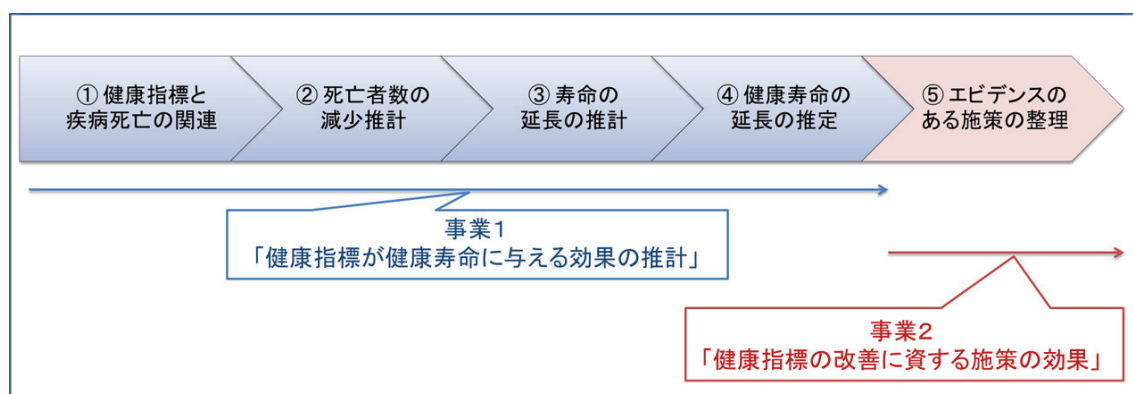 ① 健康指標と
疾病死亡の関連
② 死亡者数の
減少推計
③ 寿命の
延長の推計
④ 健康寿命の
延長の推定
⑤ エビデンスの
ある施策の整理
事業1
「健康指標が健康寿命に与える効果の推計」
事業2
「健康指標の改善に資する施策の効果」